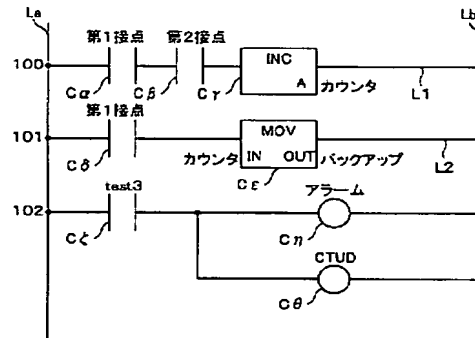 La Lb
第1接点 第2接点
100 INC
A カウンタ
Cα Cβ Cγ L1
第1接点
101 MOV
カウンタ IN OUT バックアップ
Cδ Cε L2
test3 アラーム
102
Cζ Cη
CTUD
Cθ